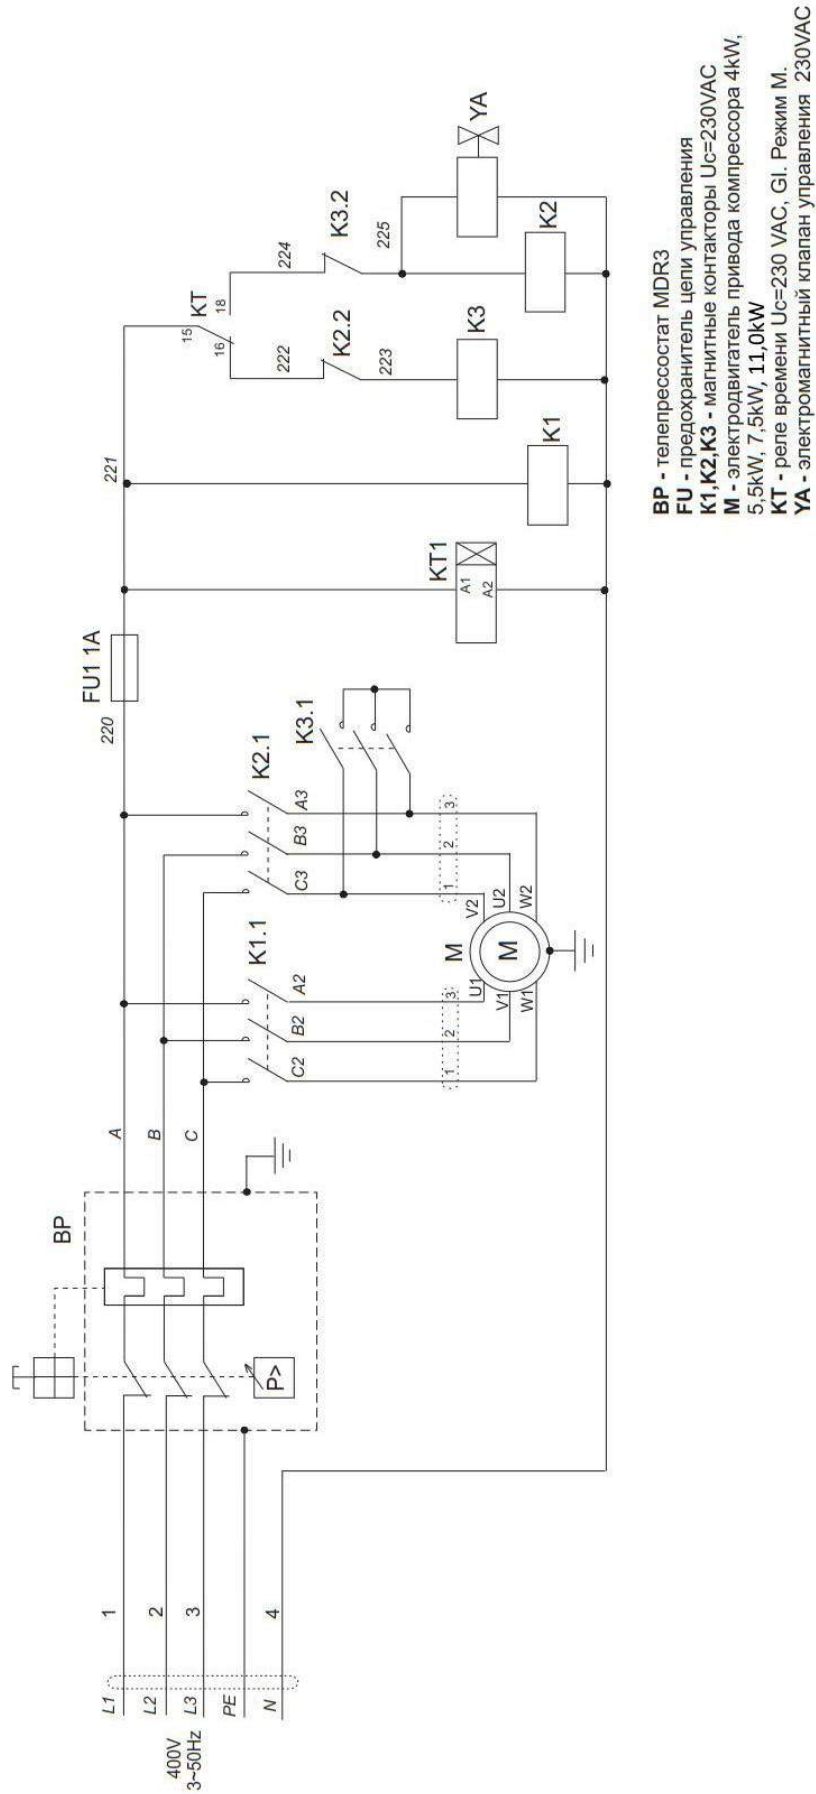 400V
3~50Hz
L1
L2
L3
PE
N
1
2
3
4
BP
P>
A
B
C
K1.1
C2
B2
A2
K2.1
C3
B3
A3
K3.1
1
2
3
1
2
3
M
M
U1
V1
W1
V2
U2
W2
220
FU1 1A
221
KT1
A1
A2
K1
KT
15
16
18
222
K2.2
223
K3
224
K3.2
225
K2
YA
BP - телепрессостат MDR3
FU - предохранитель цепи управления
K1,K2,K3 - магнитные контакторы Uc=230VAC
M - электродвигатель привода компрессора 4kW,
5,5kW, 7,5kW, 11,0kW
KT - реле времени Uc=230 VAC, GI. Режим M.
YA - электромагнитный клапан управления 230VAC